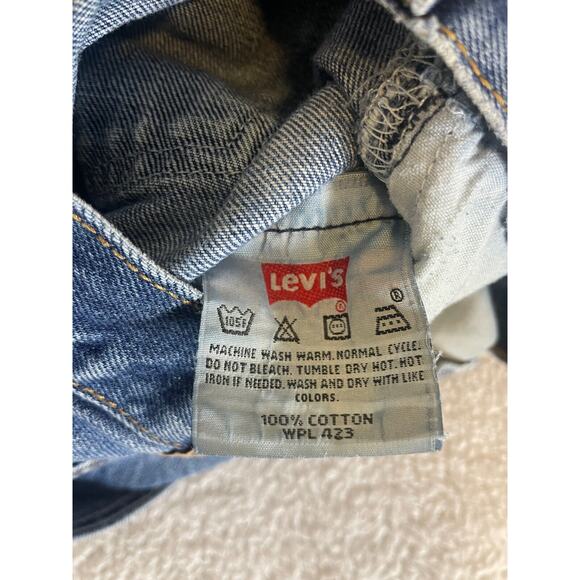 LEVI'S
®
®
105F
MACHINE WASH WARM. NORMAL CYCLE.
DO NOT BLEACH. TUMBLE DRY HOT. HOT
IRON IF NEEDED. WASH AND DRY WITH LIKE
COLORS.
100% COTTON
WPL 423